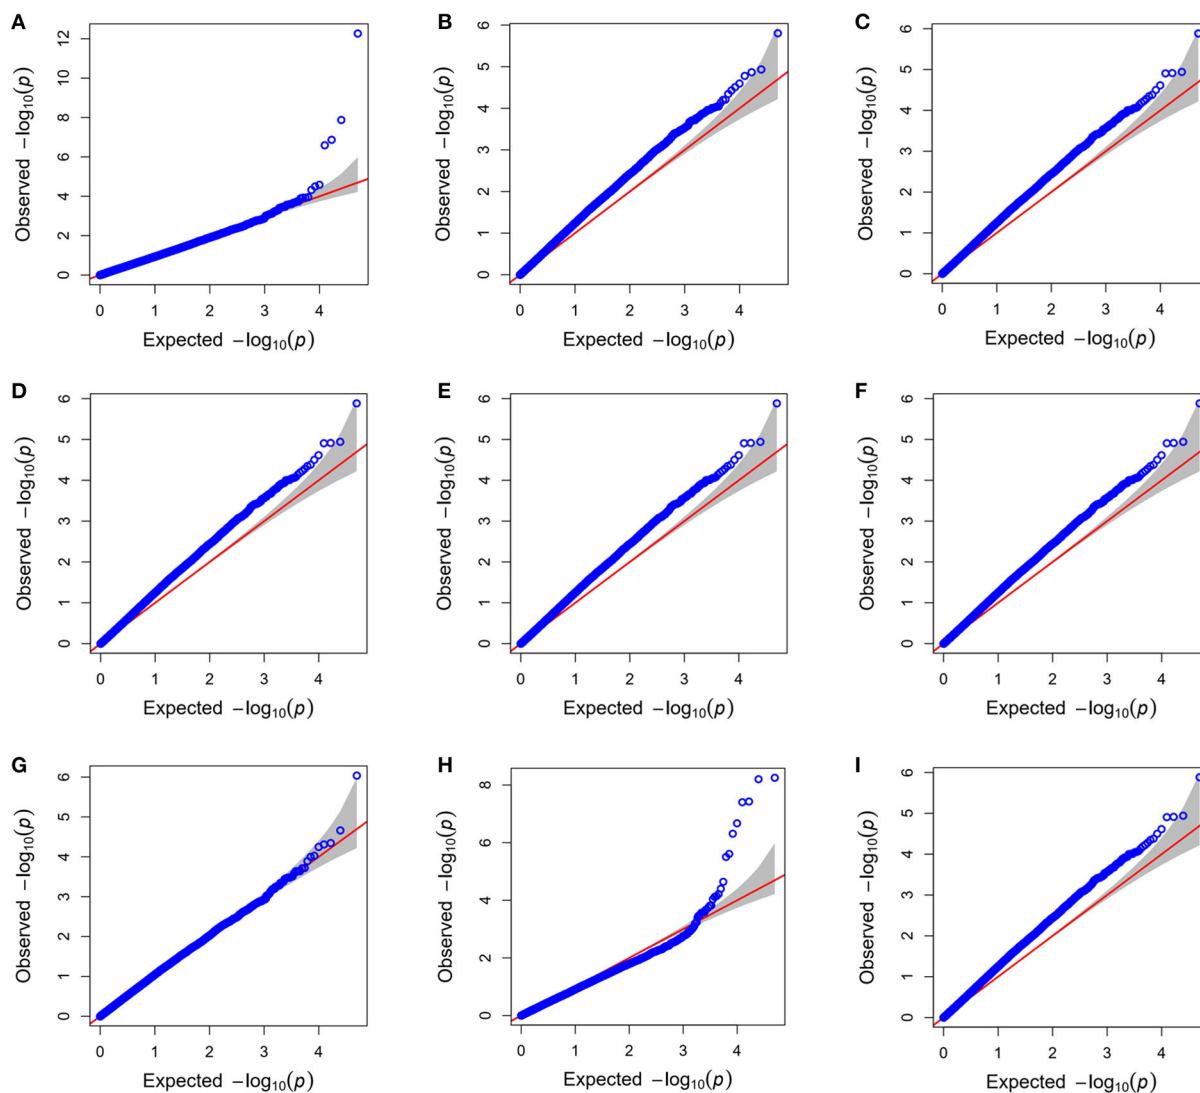 A
Observed −log10(p)
0 2 4 6 8 10 12
0 1 2 3 4
Expected −log10(p)
B
Observed −log10(p)
0 1 2 3 4 5 6
0 1 2 3 4
Expected −log10(p)
C
Observed −log10(p)
0 1 2 3 4 5 6
0 1 2 3 4
Expected −log10(p)
D
Observed −log10(p)
0 1 2 3 4 5 6
0 1 2 3 4
Expected −log10(p)
E
Observed −log10(p)
0 1 2 3 4 5 6
0 1 2 3 4
Expected −log10(p)
F
Observed −log10(p)
0 1 2 3 4 5 6
0 1 2 3 4
Expected −log10(p)
G
Observed −log10(p)
0 1 2 3 4 5 6
0 1 2 3 4
Expected −log10(p)
H
Observed −log10(p)
0 2 4 6 8
0 1 2 3 4
Expected −log10(p)
I
Observed −log10(p)
0 1 2 3 4 5 6
0 1 2 3 4
Expected −log10(p)